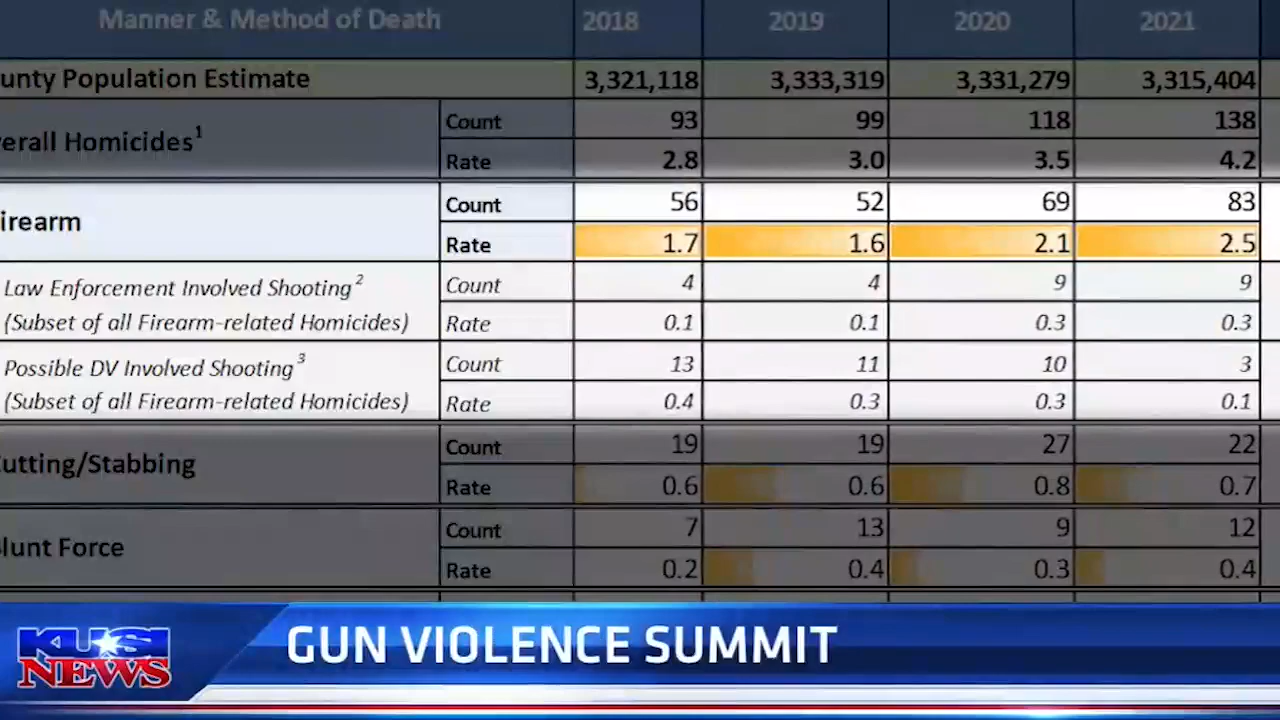 Manner & Method of Death 2018 2019 2020 2021
unty Population Estimate 3,321,118 3,333,319 3,331,279 3,315,404
erall Homicides¹ Count 93 99 118 138
Rate 2.8 3.0 3.5 4.2
irearm Count 56 52 69 83
Rate 1.7 1.6 2.1 2.5
Law Enforcement Involved Shooting² Count 4 4 9 9
(Subset of all Firearm-related Homicides) Rate 0.1 0.1 0.3 0.3
Possible DV Involved Shooting³ Count 13 11 10 3
(Subset of all Firearm-related Homicides) Rate 0.4 0.3 0.3 0.1
Cutting/Stabbing Count 19 19 27 22
Rate 0.6 0.6 0.8 0.7
Blunt Force Count 7 13 9 12
Rate 0.2 0.4 0.3 0.4
KUSI
NEWS
GUN VIOLENCE SUMMIT